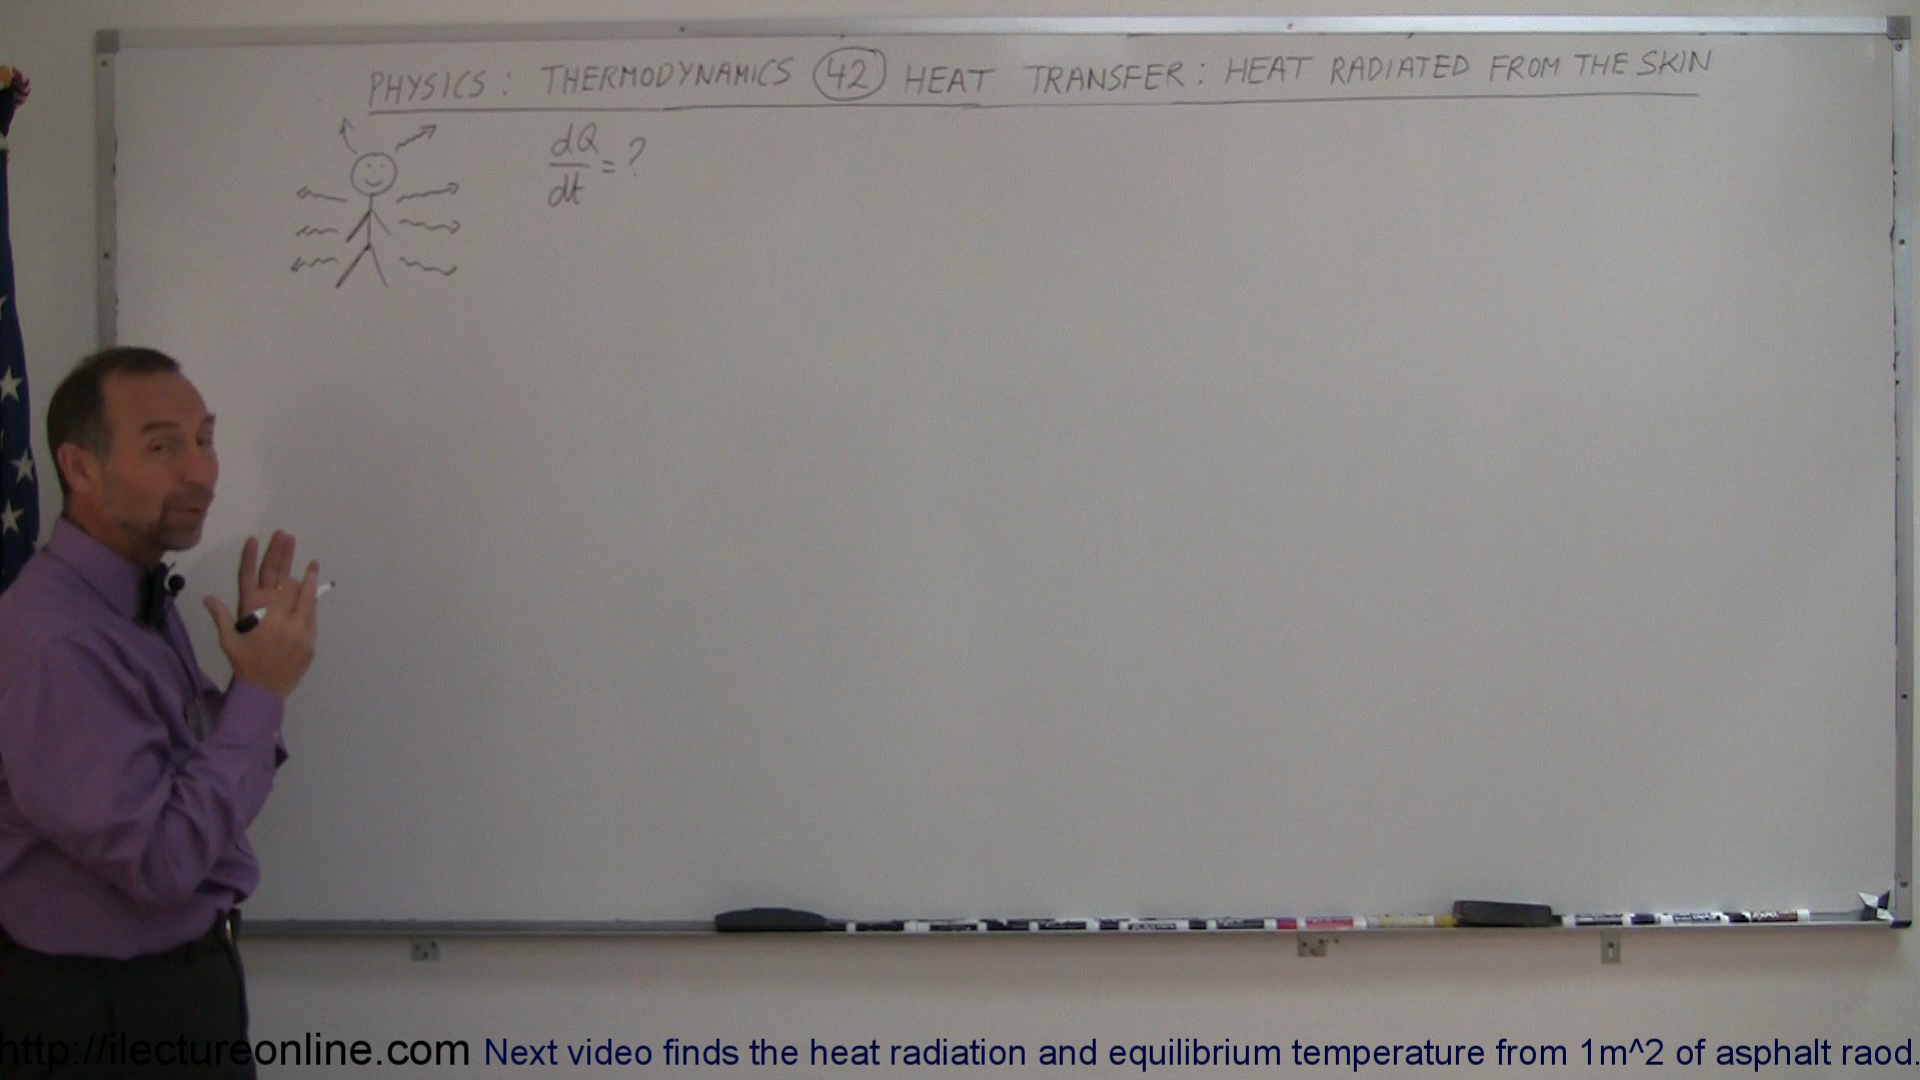 PHYSICS: THERMODYNAMICS 42 HEAT TRANSFER: HEAT RADIATED FROM THE SKIN
dQ
dt = ?
http://ilectureonline.com Next video finds the heat radiation and equilibrium temperature from 1m^2 of asphalt raod.